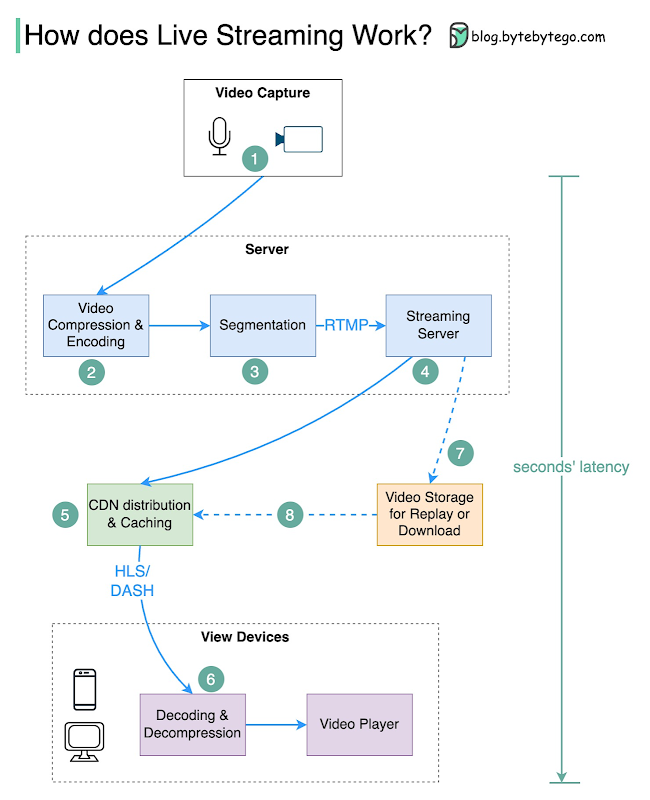 How does Live Streaming Work?
blog.bytebytego.com
Video Capture
1
Server
Video
Compression &
Encoding
2
Segmentation
3
RTMP
Streaming
Server
4
7
seconds' latency
5
CDN distribution
& Caching
8
Video Storage
for Replay or
Download
HLS/
DASH
View Devices
6
Decoding &
Decompression
Video Player